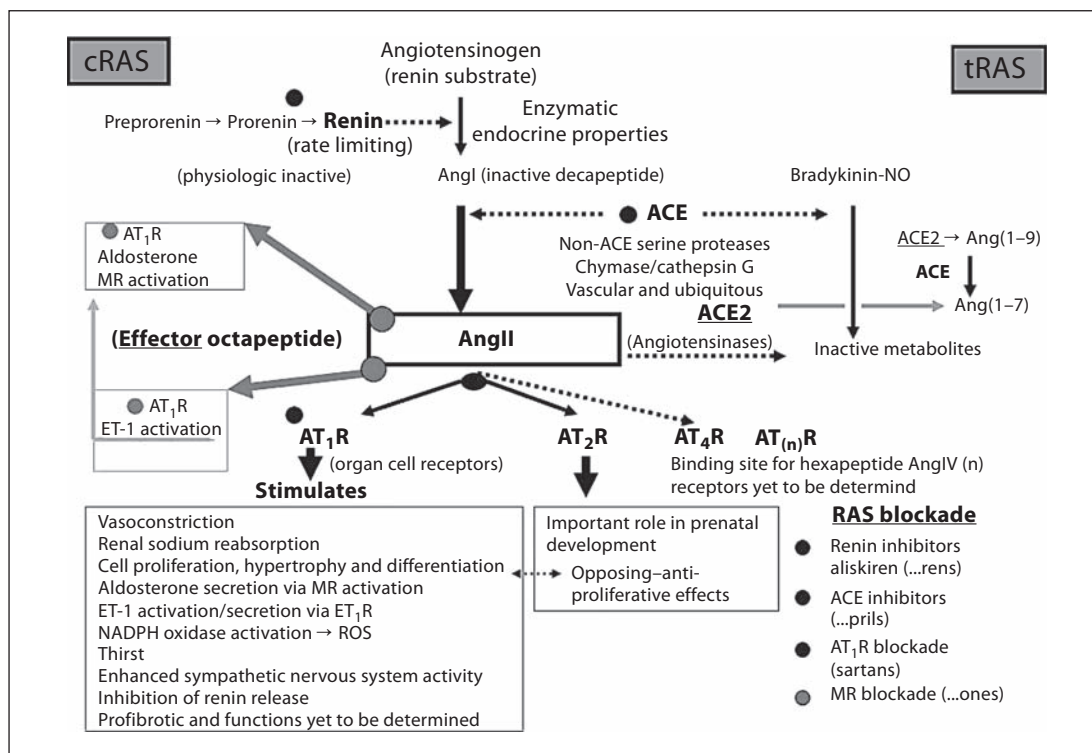 cRAS
Angiotensinogen
(renin substrate)
tRAS
Preprorenin → Prorenin → Renin
(rate limiting)
Enzymatic
endocrine properties
(physiologic inactive)
AngI (inactive decapeptide)
Bradykinin-NO
ACE
AT1R
Aldosterone
MR activation
Non-ACE serine proteases
Chymase/cathepsin G
Vascular and ubiquitous
ACE2
ACE2 → Ang(1–9)
ACE
Ang(1–7)
(Effector octapeptide)
AngII
(Angiotensinases)
Inactive metabolites
AT1R
ET-1 activation
AT1R
(organ cell receptors)
Stimulates
AT2R
AT4R
AT(n)R
Binding site for hexapeptide AngIV (n)
receptors yet to be determind
Vasoconstriction
Renal sodium reabsorption
Cell proliferation, hypertrophy and differentiation
Aldosterone secretion via MR activation
ET-1 activation/secretion via ET1R
NADPH oxidase activation → ROS
Thirst
Enhanced sympathetic nervous system activity
Inhibition of renin release
Profibrotic and functions yet to be determined
Important role in prenatal
development
Opposing–anti-
proliferative effects
RAS blockade
Renin inhibitors
aliskiren (...rens)
ACE inhibitors
(...prils)
AT1R blockade
(sartans)
MR blockade (...ones)